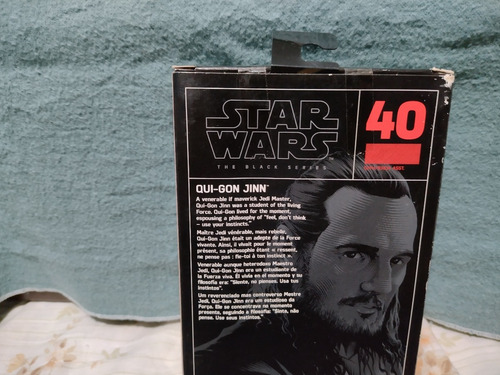 STAR
WARS™
THE BLACK SERIES
40
QUI-GON JINN™
A venerable if maverick Jedi Master,
Qui-Gon Jinn was a student of the living
Force. Qui-Gon lived for the moment,
espousing a philosophy of "feel, don't think
– use your instincts."
Maître Jedi vénérable, mais rebelle,
Qui-Gon Jinn était un adepte de la Force
vivante. Ainsi, il vivait pour le moment
présent, sa philosophie étant « ressent,
ne pense pas : fie-toi à ton instinct ».
Venerable aunque heterodoxo Maestro
Jedi, Qui-Gon Jinn era un estudiante de
la Fuerza viva. Él vivía en el momento y su
filosofía era: "Siente, no pienses. Usa tus
instintos".
Um reverenciado mas controverso Mestre
Jedi, Qui-Gon Jinn era um estudioso da
Força. Ele se concentrava no momento
presente, seguindo a filosofia: "Sinta, não
pense. Use seus instintos."